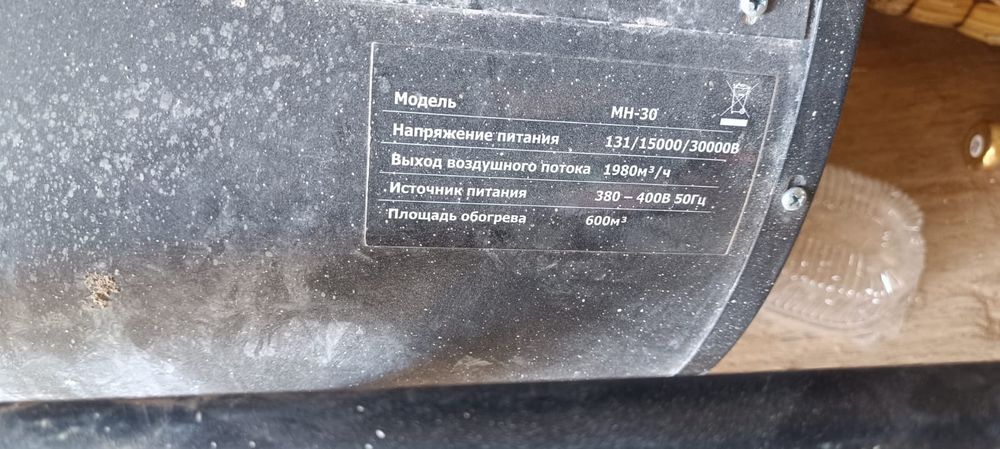 Модель МН-30
Напряжение питания 131/15000/30000В
Выход воздушного потока 1980м³/ч
Источник питания 380 – 400В 50Гц
Площадь обогрева 600м³